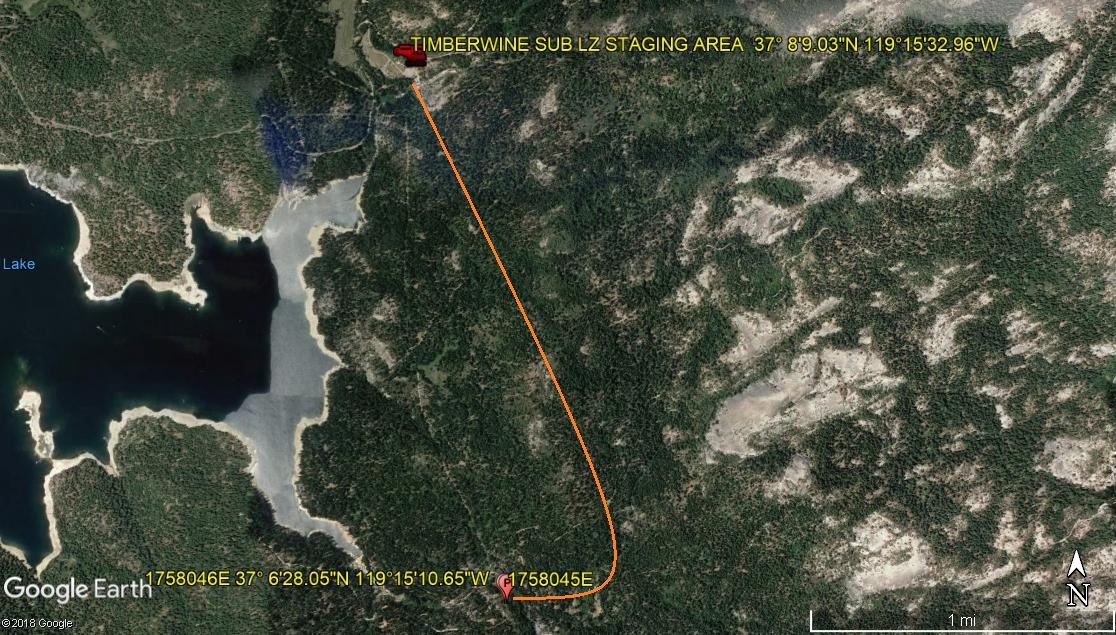 TIMBERWINE SUB LZ STAGING AREA  37° 8'9.03"N 119°15'32.96"W
Lake
1758046E 37° 6'28.05"N 119°15'10.65"W
1758045E
Google Earth
©2018 Google
1 mi
N